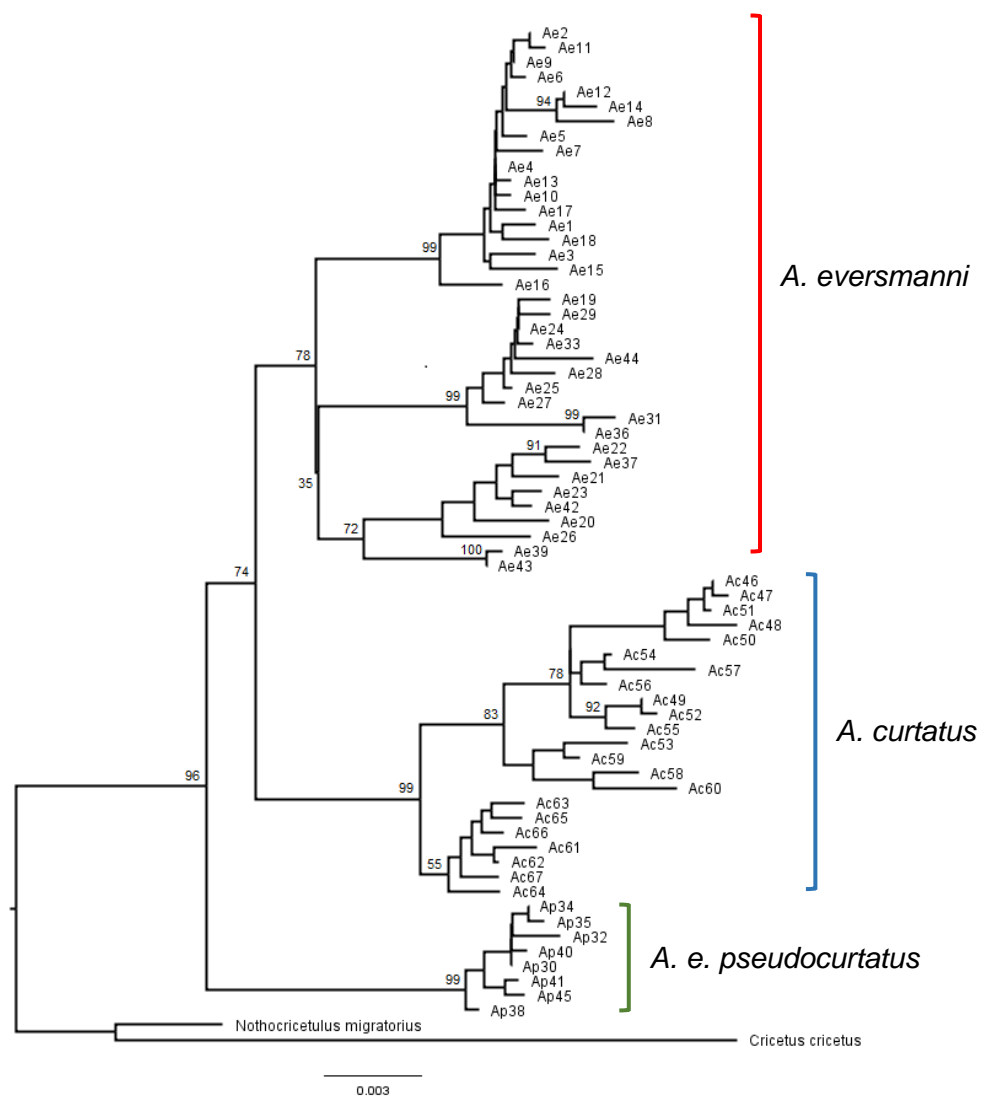 Ae2
Ae11
Ae9
Ae6
Ae12
94
Ae14
Ae8
Ae5
Ae7
Ae4
Ae13
Ae10
Ae17
Ae1
Ae18
99
Ae3
Ae15
A. eversmanni
Ae16
Ae19
Ae29
Ae24
Ae33
78
Ae44
Ae28
Ae25
99
Ae27
99
Ae31
Ae36
91
Ae22
Ae37
Ae21
35
Ae23
Ae42
Ae20
72
Ae26
100
Ae39
Ae43
74
Ac46
Ac47
Ac51
Ac48
Ac50
Ac54
78
Ac57
Ac56
Ac49
92
Ac52
83
Ac55
A. curtatus
Ac53
Ac59
96
Ac58
99
Ac60
Ac63
Ac65
Ac66
Ac61
55
Ac62
Ac67
Ac64
Ap34
Ap35
Ap32
Ap40
A. e. pseudocurtatus
Ap30
99
Ap41
Ap45
Ap38
Nothocricetulus migratorius
Cricetus cricetus
0.003